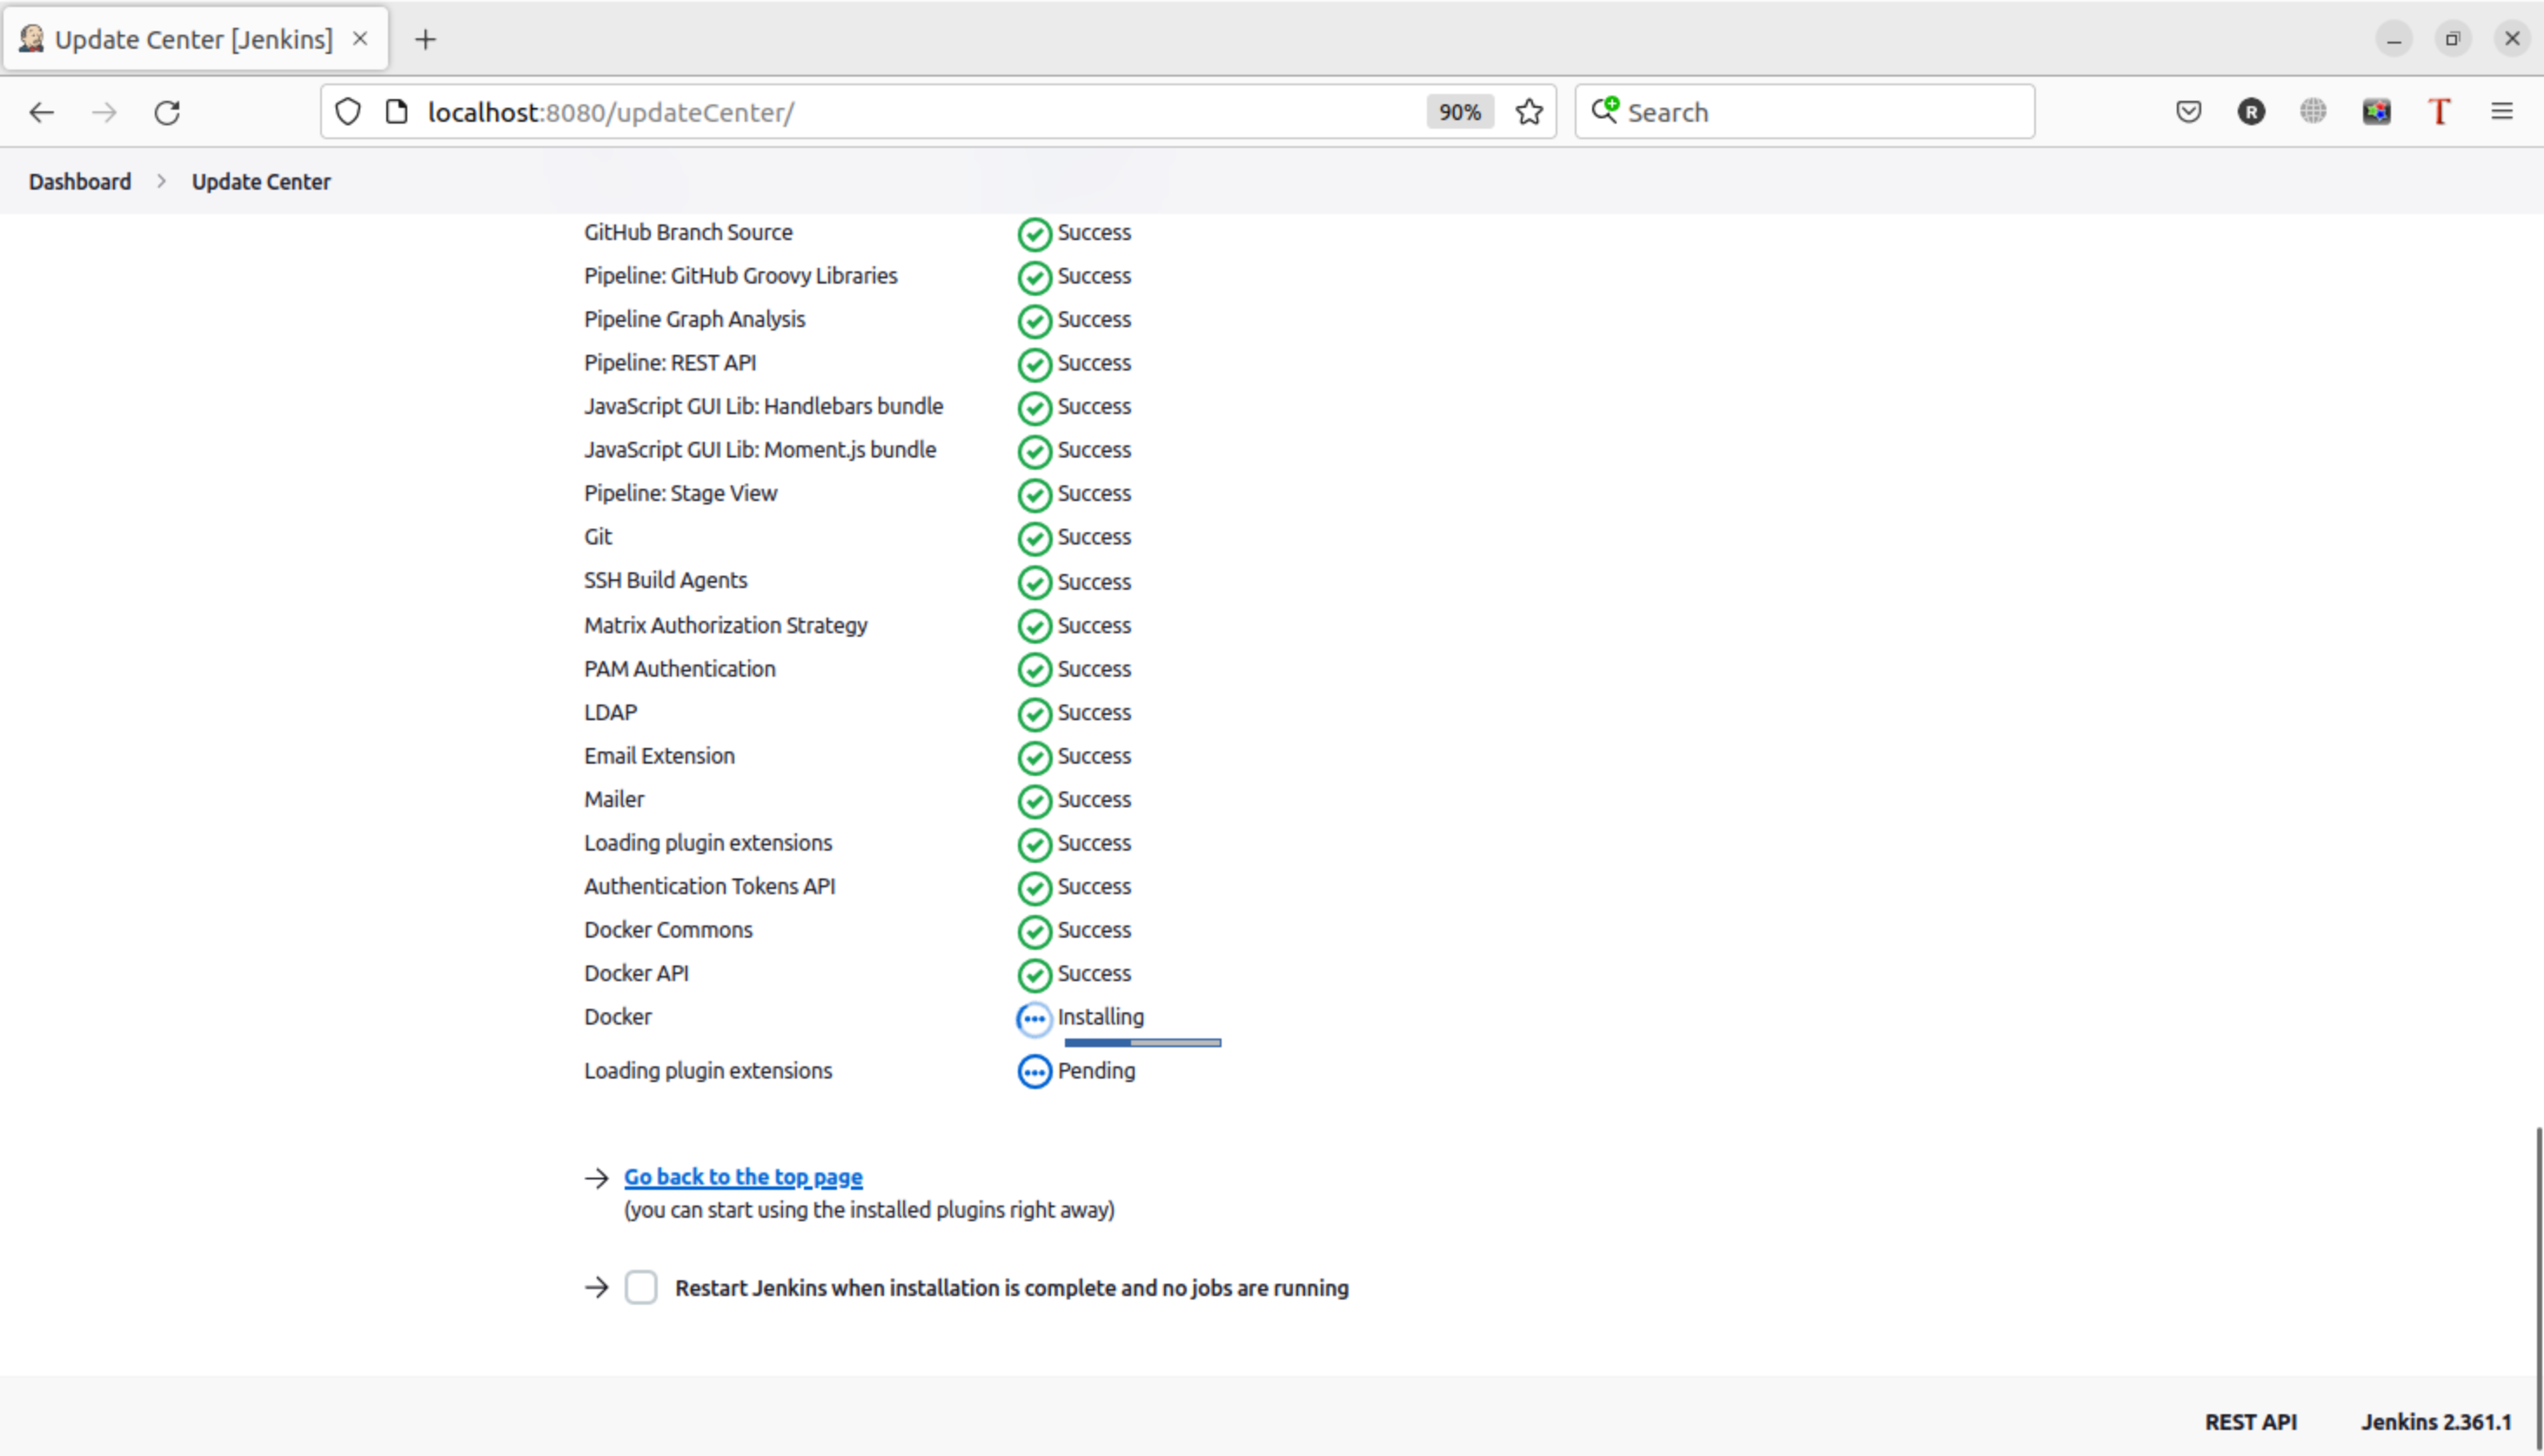 Update Center [Jenkins]
localhost:8080/updateCenter/
90%
Search
R
T
Dashboard
Update Center
GitHub Branch Source Success
Pipeline: GitHub Groovy Libraries Success
Pipeline Graph Analysis Success
Pipeline: REST API Success
JavaScript GUI Lib: Handlebars bundle Success
JavaScript GUI Lib: Moment.js bundle Success
Pipeline: Stage View Success
Git Success
SSH Build Agents Success
Matrix Authorization Strategy Success
PAM Authentication Success
LDAP Success
Email Extension Success
Mailer Success
Loading plugin extensions Success
Authentication Tokens API Success
Docker Commons Success
Docker API Success
Docker Installing
Loading plugin extensions Pending
Go back to the top page
(you can start using the installed plugins right away)
Restart Jenkins when installation is complete and no jobs are running
REST API Jenkins 2.361.1